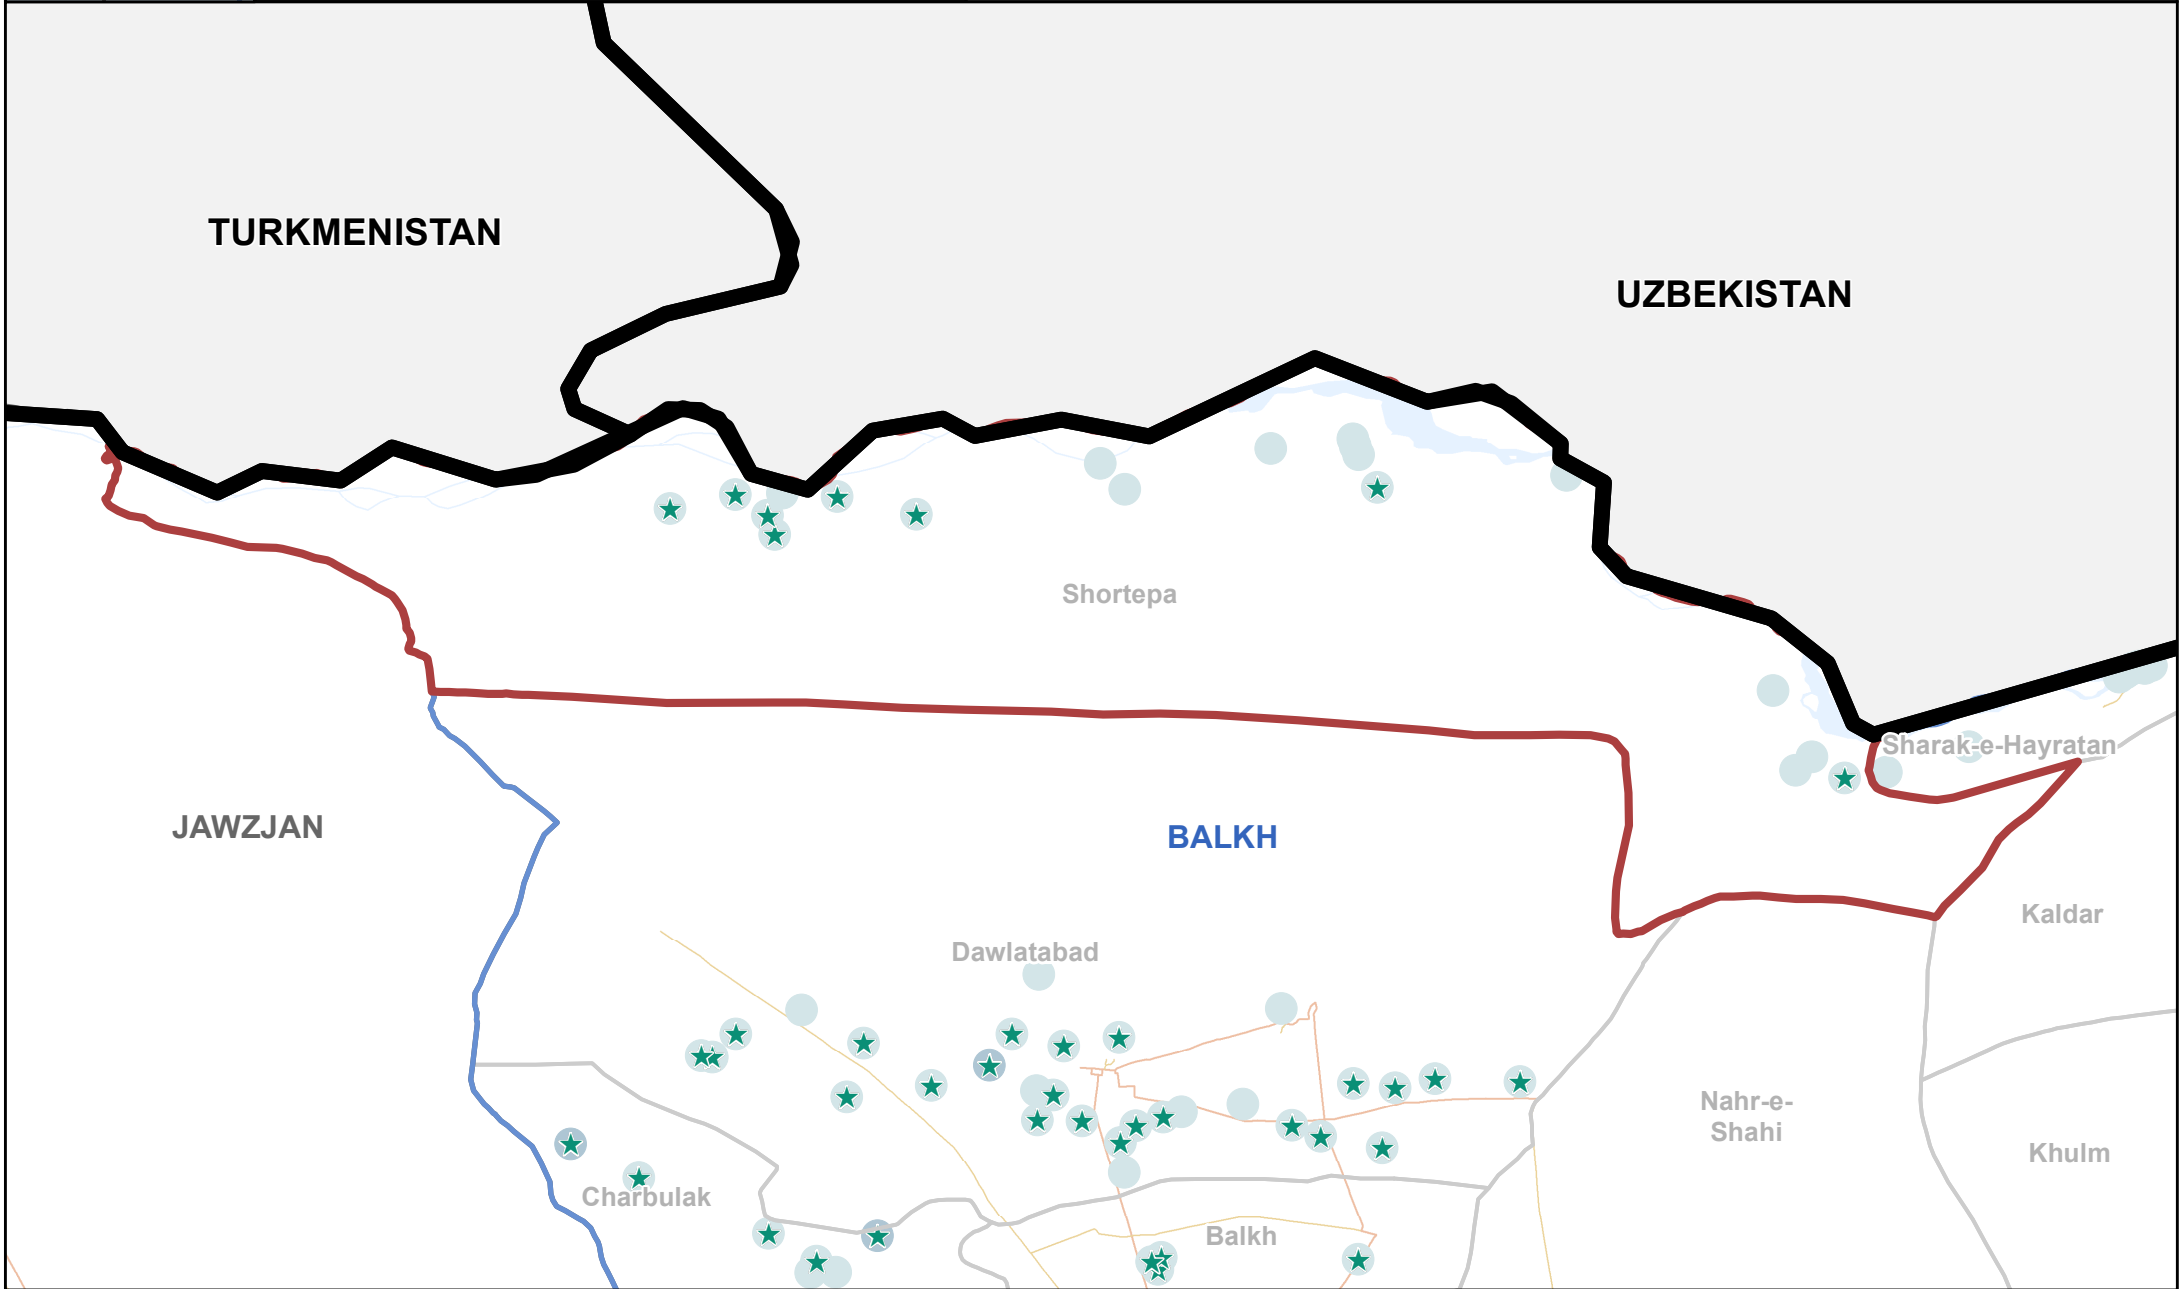 TURKMENISTAN
UZBEKISTAN
Shortepa
Sharak-e-Hayratan
JAWZJAN
BALKH
Kaldar
Dawlatabad
Nahr-e-
Shahi
Khulm
Charbulak
Balkh